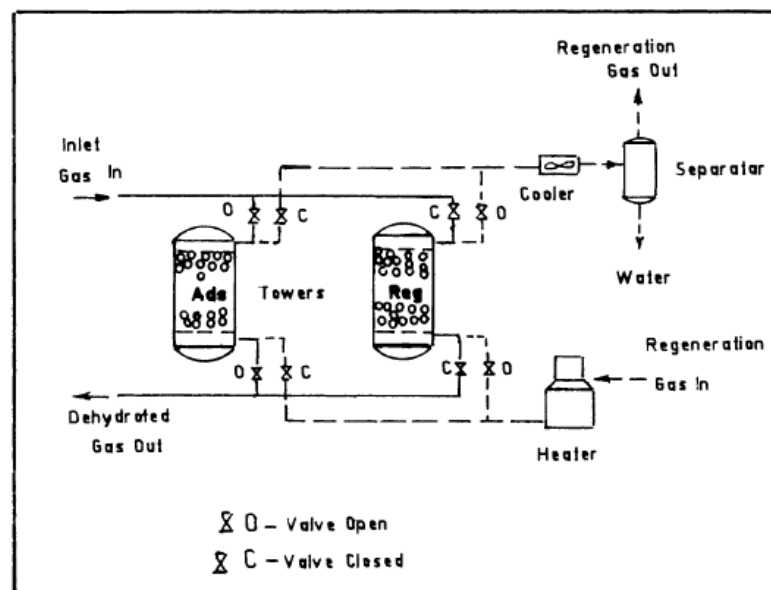 Regeneration
Gas Out
Inlet
Gas In
Cooler
Separator
O
C
C
O
Ads
Towers
Reg
Water
O
C
C
O
Regeneration
Gas In
Dehydrated
Gas Out
Heater
O – Valve Open
C – Valve Closed